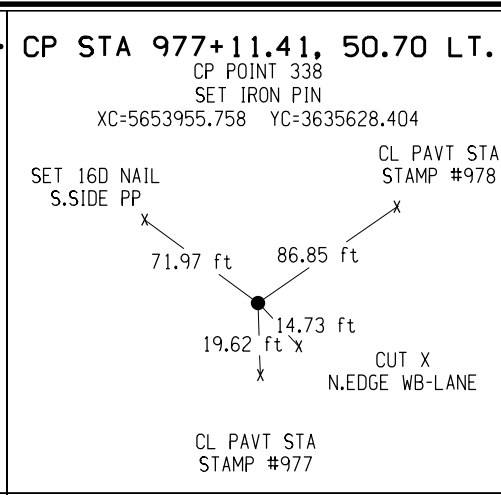 CP STA 977+11.41, 50.70 LT.
CP POINT 338
SET IRON PIN
XC=5653955.758 YC=3635628.404
CL PAVT STA
STAMP #978
SET 16D NAIL
S.SIDE PP
X
X
71.97 ft
86.85 ft
14.73 ft
19.62 ft
X
X
CUT X
N.EDGE WB-LANE
CL PAVT STA
STAMP #977